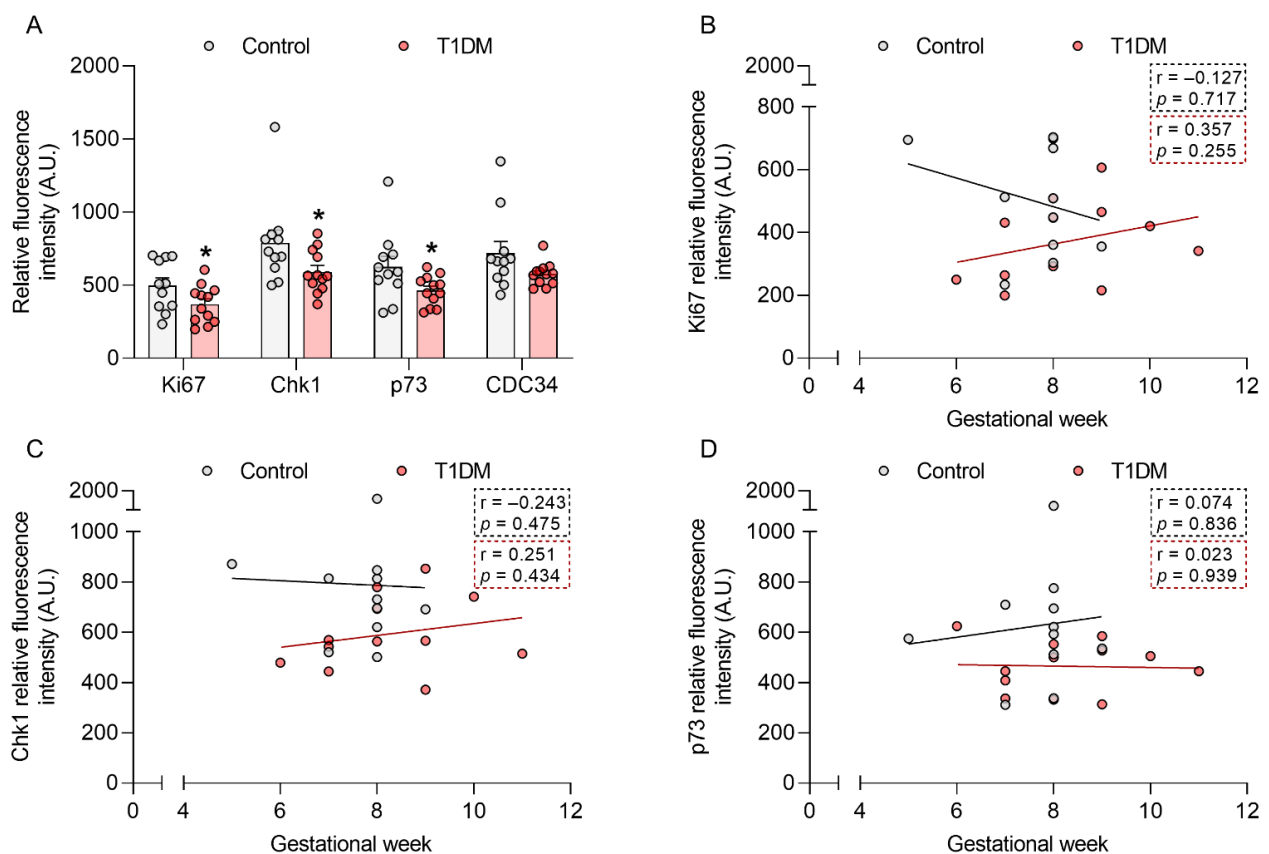 A
Control
T1DM
Relative fluorescence
intensity (A.U.)
2000
1500
1000
500
0
*
*
*
Ki67
Chk1
p73
CDC34
B
Control
T1DM
Ki67 relative fluorescence
intensity (A.U.)
2000
800
600
400
200
0
r = –0.127
p = 0.717
r = 0.357
p = 0.255
0
4
6
8
10
12
Gestational week
C
Control
T1DM
Chk1 relative fluorescence
intensity (A.U.)
2000
1000
800
600
400
200
0
r = –0.243
p = 0.475
r = 0.251
p = 0.434
0
4
6
8
10
12
Gestational week
D
Control
T1DM
p73 relative fluorescence
intensity (A.U.)
2000
1000
800
600
400
200
0
r = 0.074
p = 0.836
r = 0.023
p = 0.939
0
4
6
8
10
12
Gestational week